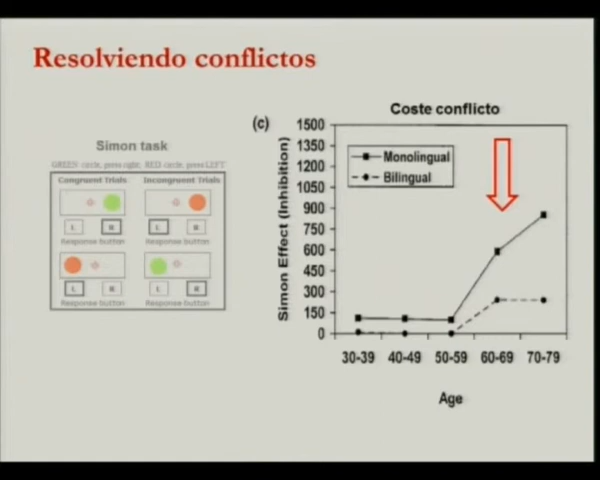 Resolviendo conflictos
Simon task
GREEN circle, press right; RED circle, press LEFT
Congruent Trials
Incongruent Trials
L
R
L
R
Response button
Response button
L
R
L
R
Response button
Response button
(c)
Coste conflicto
Simon Effect (Inhibition)
1500
1350
1200
1050
900
750
600
450
300
150
0
Monolingual
Bilingual
30-39
40-49
50-59
60-69
70-79
Age